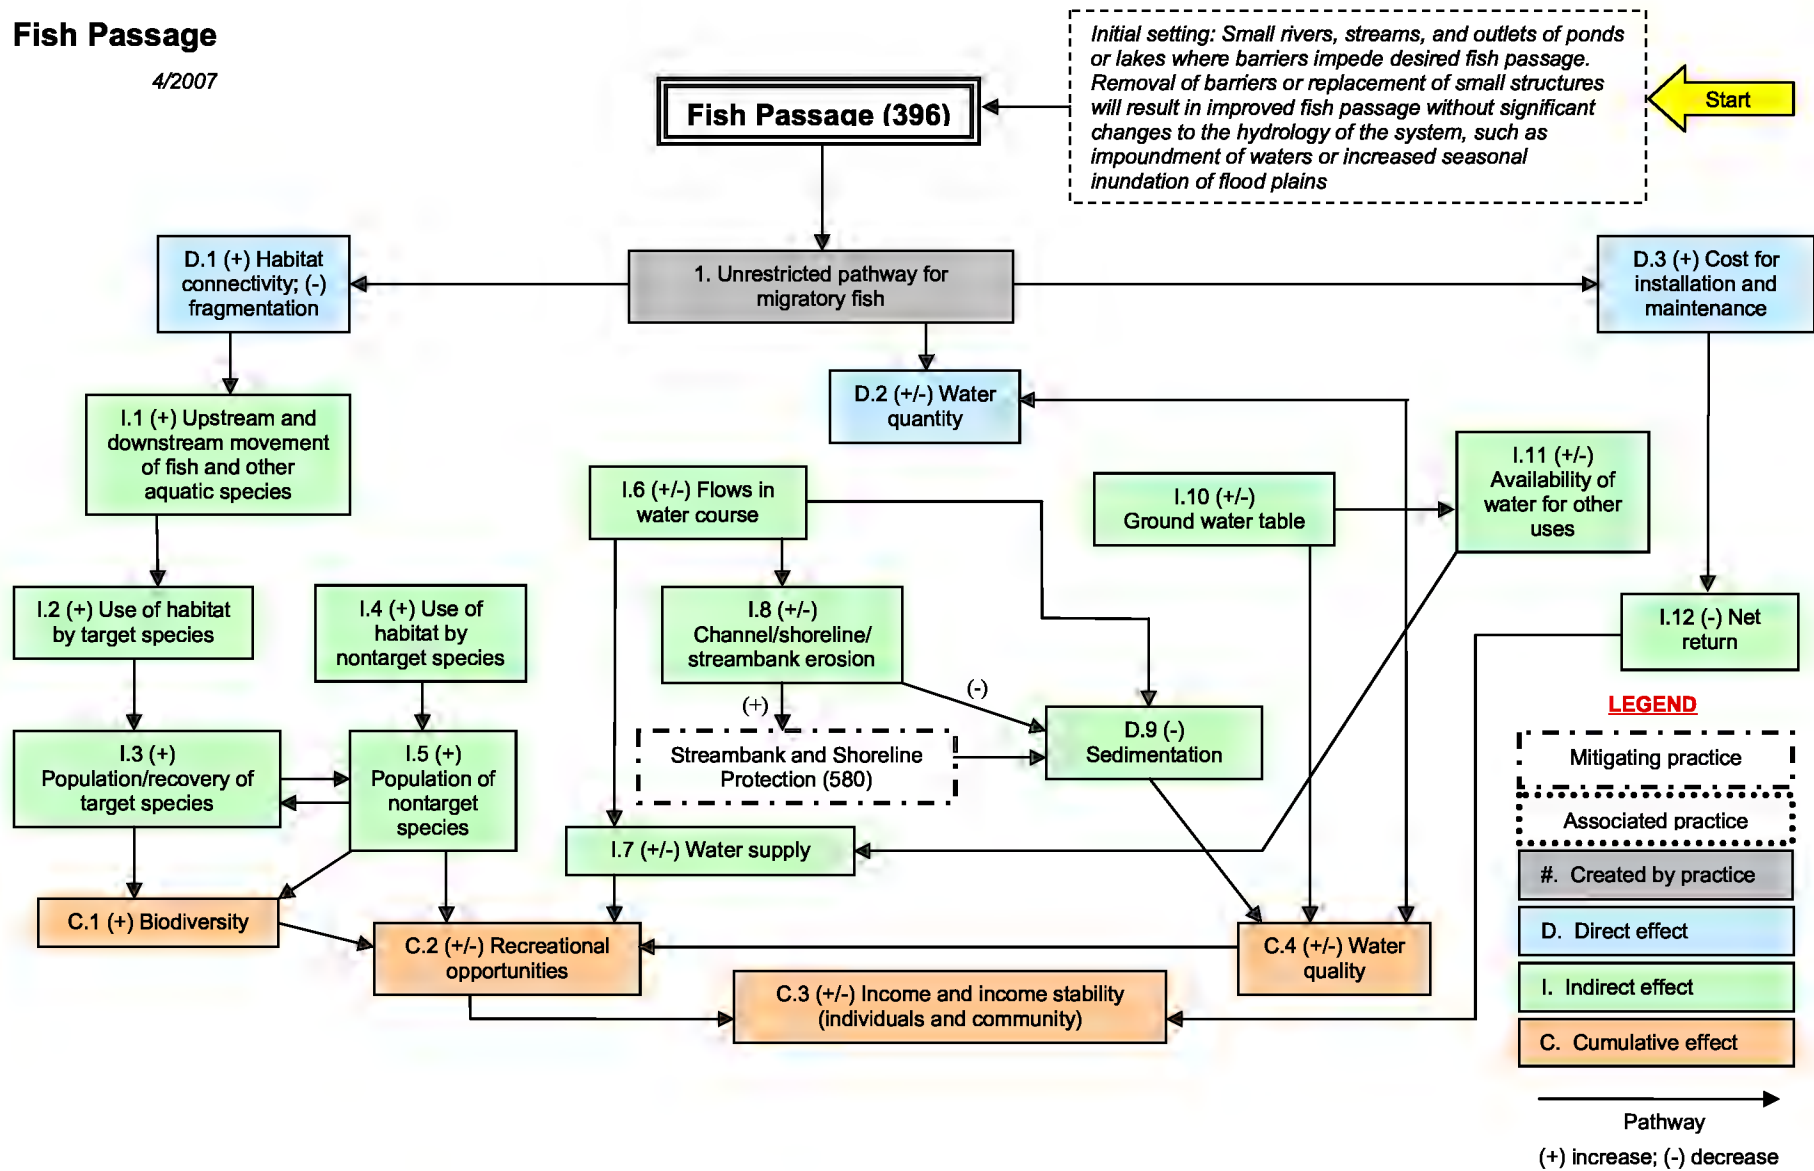 Fish Passage
4/2007
Initial setting: Small rivers, streams, and outlets of ponds
or lakes where barriers impede desired fish passage.
Removal of barriers or replacement of small structures
will result in improved fish passage without significant
changes to the hydrology of the system, such as
impoundment of waters or increased seasonal
inundation of flood plains
Start
Fish Passage (396)
D.1 (+) Habitat
connectivity; (-)
fragmentation
1. Unrestricted pathway for
migratory fish
D.3 (+) Cost for
installation and
maintenance
D.2 (+/-) Water
quantity
I.1 (+) Upstream and
downstream movement
of fish and other
aquatic species
I.6 (+/-) Flows in
water course
I.10 (+/-)
Ground water table
I.11 (+/-)
Availability of
water for other
uses
I.2 (+) Use of habitat
by target species
I.4 (+) Use of
habitat by
nontarget species
I.8 (+/-)
Channel/shoreline/
streambank erosion
I.12 (-) Net
return
(+)
(-)
I.3 (+)
Population/recovery of
target species
I.5 (+)
Population of
nontarget
species
Streambank and Shoreline
Protection (580)
D.9 (-)
Sedimentation
I.7 (+/-) Water supply
C.1 (+) Biodiversity
C.2 (+/-) Recreational
opportunities
C.4 (+/-) Water
quality
C.3 (+/-) Income and income stability
(individuals and community)
LEGEND
Mitigating practice
Associated practice
#. Created by practice
D. Direct effect
I. Indirect effect
C. Cumulative effect
Pathway
(+) increase; (-) decrease